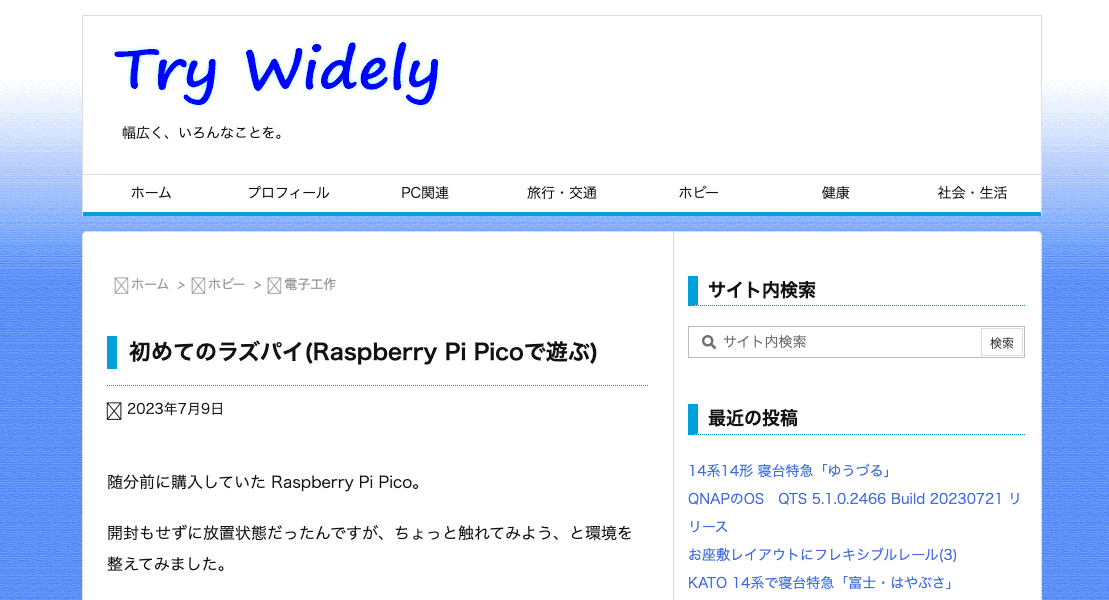 Try Widely
幅広く、いろんなことを。
ホーム プロフィール PC関連 旅行・交通 ホビー 健康 社会・生活
ホーム > ホビー > 電子工作
初めてのラズパイ(Raspberry Pi Picoで遊ぶ)
2023年7月9日
随分前に購入していた Raspberry Pi Pico。
開封もせずに放置状態だったんですが、ちょっと触れてみよう、と環境を
整えてみました。
サイト内検索
サイト内検索 検索
最近の投稿
14系14形 寝台特急「ゆうづる」
QNAPのOS　QTS 5.1.0.2466 Build 20230721 リ
リース
お座敷レイアウトにフレキシブルレール(3)
KATO 14系で寝台特急「富士・はやぶさ」